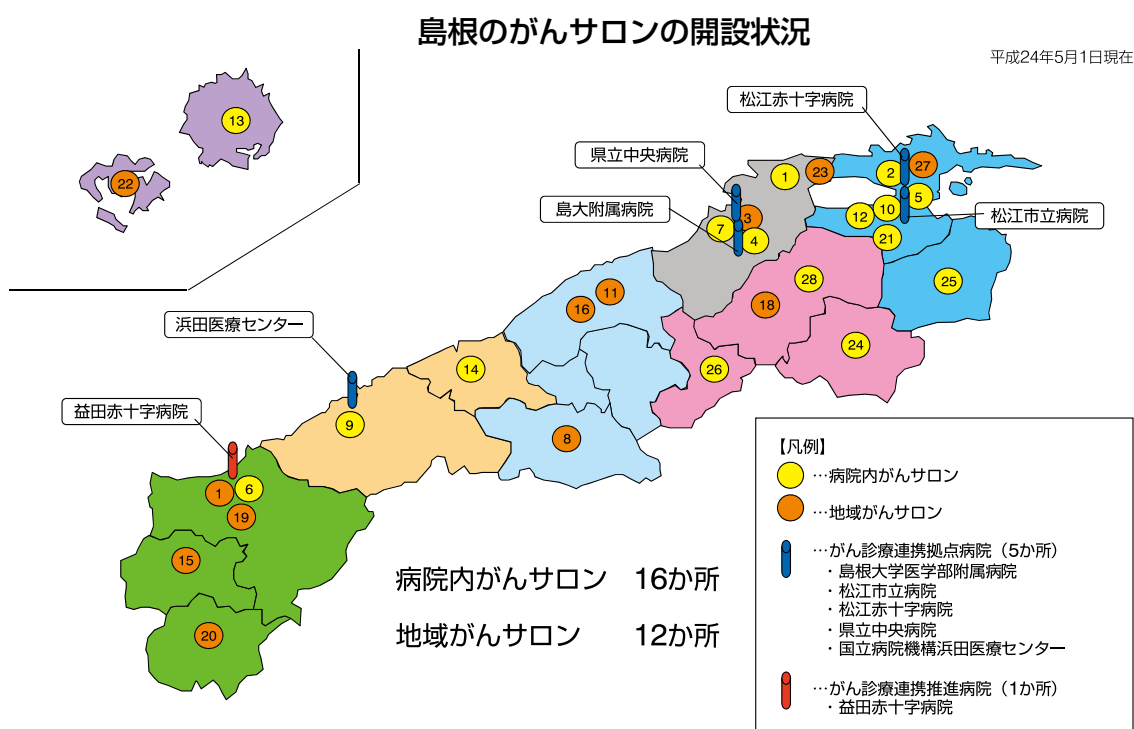 島根のがんサロンの開設状況
平成24年5月1日現在
松江赤十字病院
県立中央病院
島大附属病院
松江市立病院
浜田医療センター
益田赤十字病院
13
22
1
23
2
27
5
10
12
21
7
3
4
25
28
18
24
26
11
16
14
9
8
1
6
19
15
20
病院内がんサロン 16か所
地域がんサロン 12か所
【凡例】
…病院内がんサロン
…地域がんサロン
…がん診療連携拠点病院（5か所）
・島根大学医学部附属病院
・松江市立病院
・松江赤十字病院
・県立中央病院
・国立病院機構浜田医療センター
…がん診療連携推進病院（1か所）
・益田赤十字病院